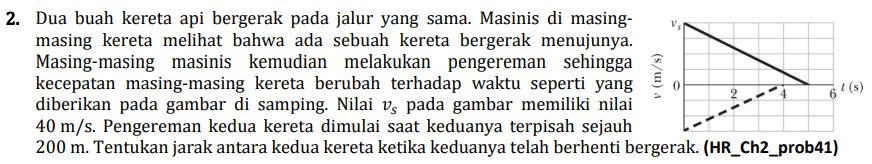 2. Dua buah kereta api bergerak pada jalur yang sama. Masinis di masing-
masing kereta melihat bahwa ada sebuah kereta bergerak menujunya.
Masing-masing masinis kemudian melakukan pengereman sehingga
kecepatan masing-masing kereta berubah terhadap waktu seperti yang
diberikan pada gambar di samping. Nilai vₛ pada gambar memiliki nilai
40 m/s. Pengereman kedua kereta dimulai saat keduanya terpisah sejauh
200 m. Tentukan jarak antara kedua kereta ketika keduanya telah berhenti bergerak. (HR_Ch2_prob41)
vₛ
v (m/s)
0
2
4
6
t (s)